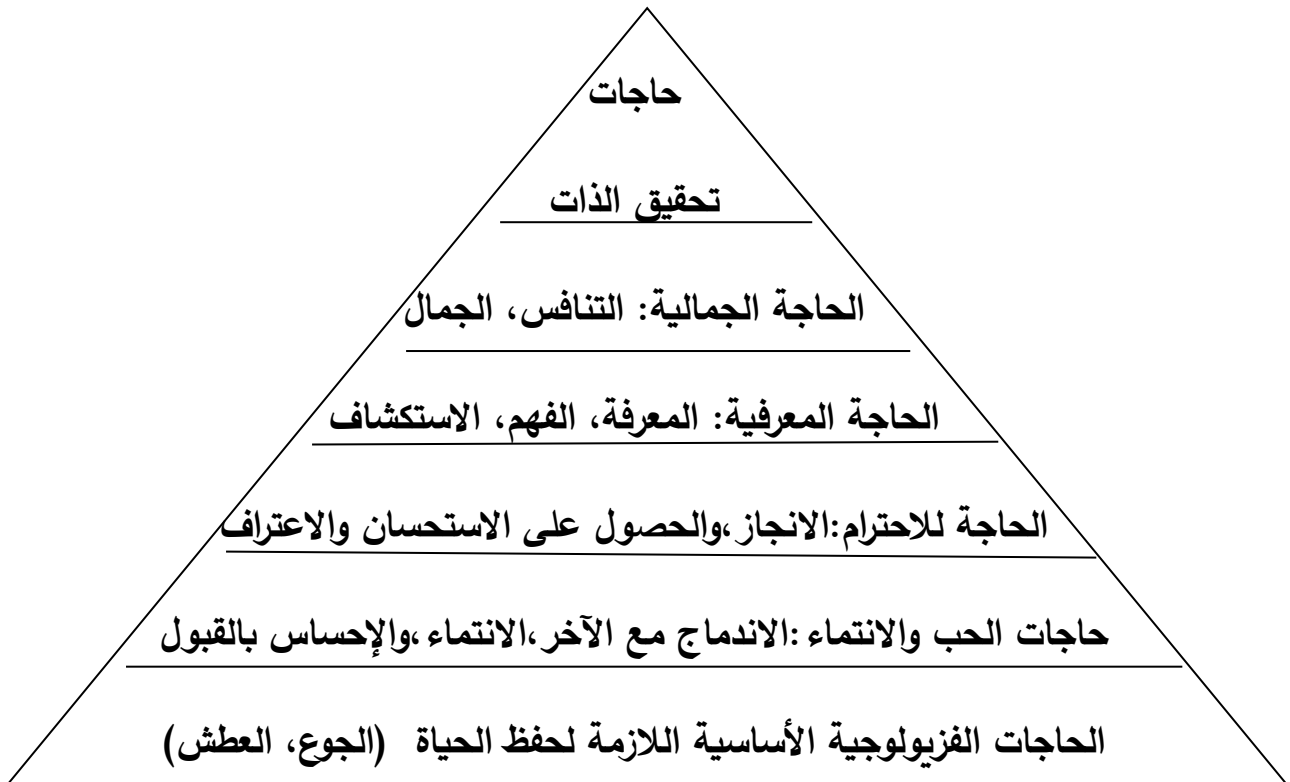 حاجات
تحقيق الذات
الحاجة الجمالية: التنافس، الجمال
الحاجة المعرفية: المعرفة، الفهم، الاستكشاف
الحاجة للاحترام:الانجاز ،والحصول على الاستحسان والاعتراف
حاجات الحب والانتماء :الاندماج مع الآخر ،الانتماء ،والإحساس بالقبول
الحاجات الفزيولوجية الأساسية اللازمة لحفظ الحياة (الجوع، العطش)